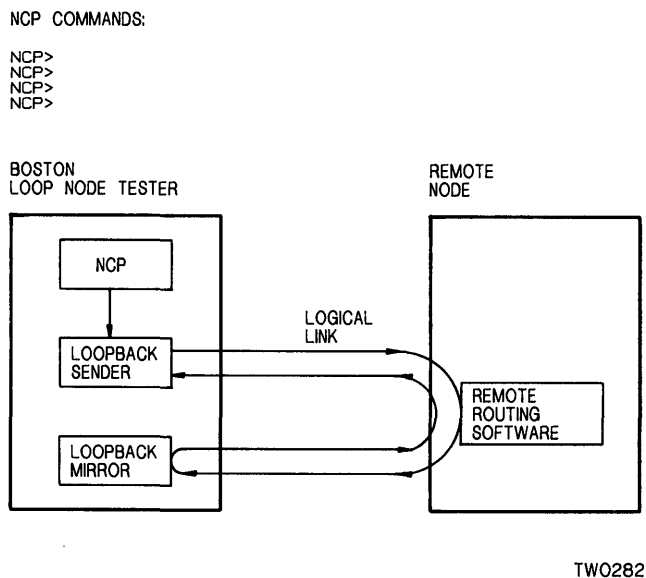 NCP COMMANDS:
NCP>
NCP>
NCP>
NCP>
BOSTON
LOOP NODE TESTER
REMOTE
NODE
NCP
LOGICAL
LINK
LOOPBACK
SENDER
REMOTE
ROUTING
SOFTWARE
LOOPBACK
MIRROR
TW0282